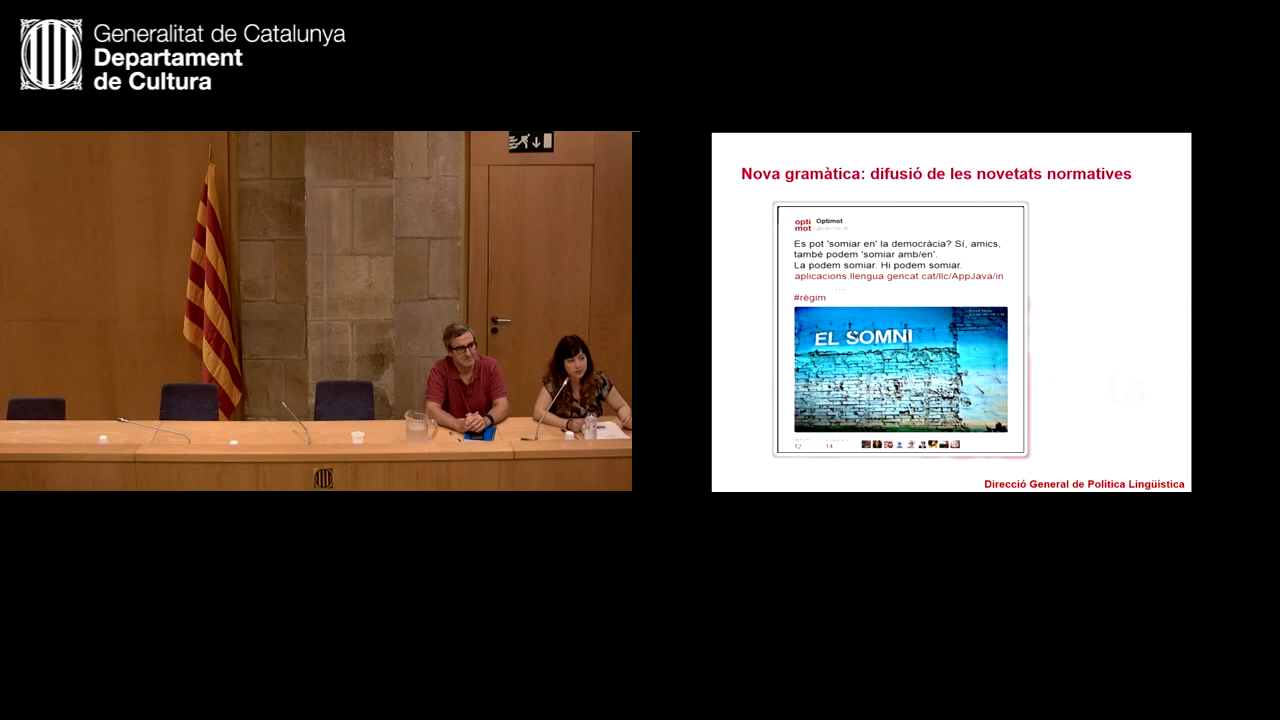 Generalitat de Catalunya
Departament
de Cultura
Nova gramàtica: difusió de les novetats normatives
opti
mot
Optimot
Es pot 'somiar en' la democràcia? Sí, amics,
també podem 'somiar amb/en'.
La podem somiar. Hi podem somiar.
aplicacions.llengua.gencat.cat/llc/AppJava/in
...
#règim
EL SOMNI
12 14
Direcció General de Política Lingüística